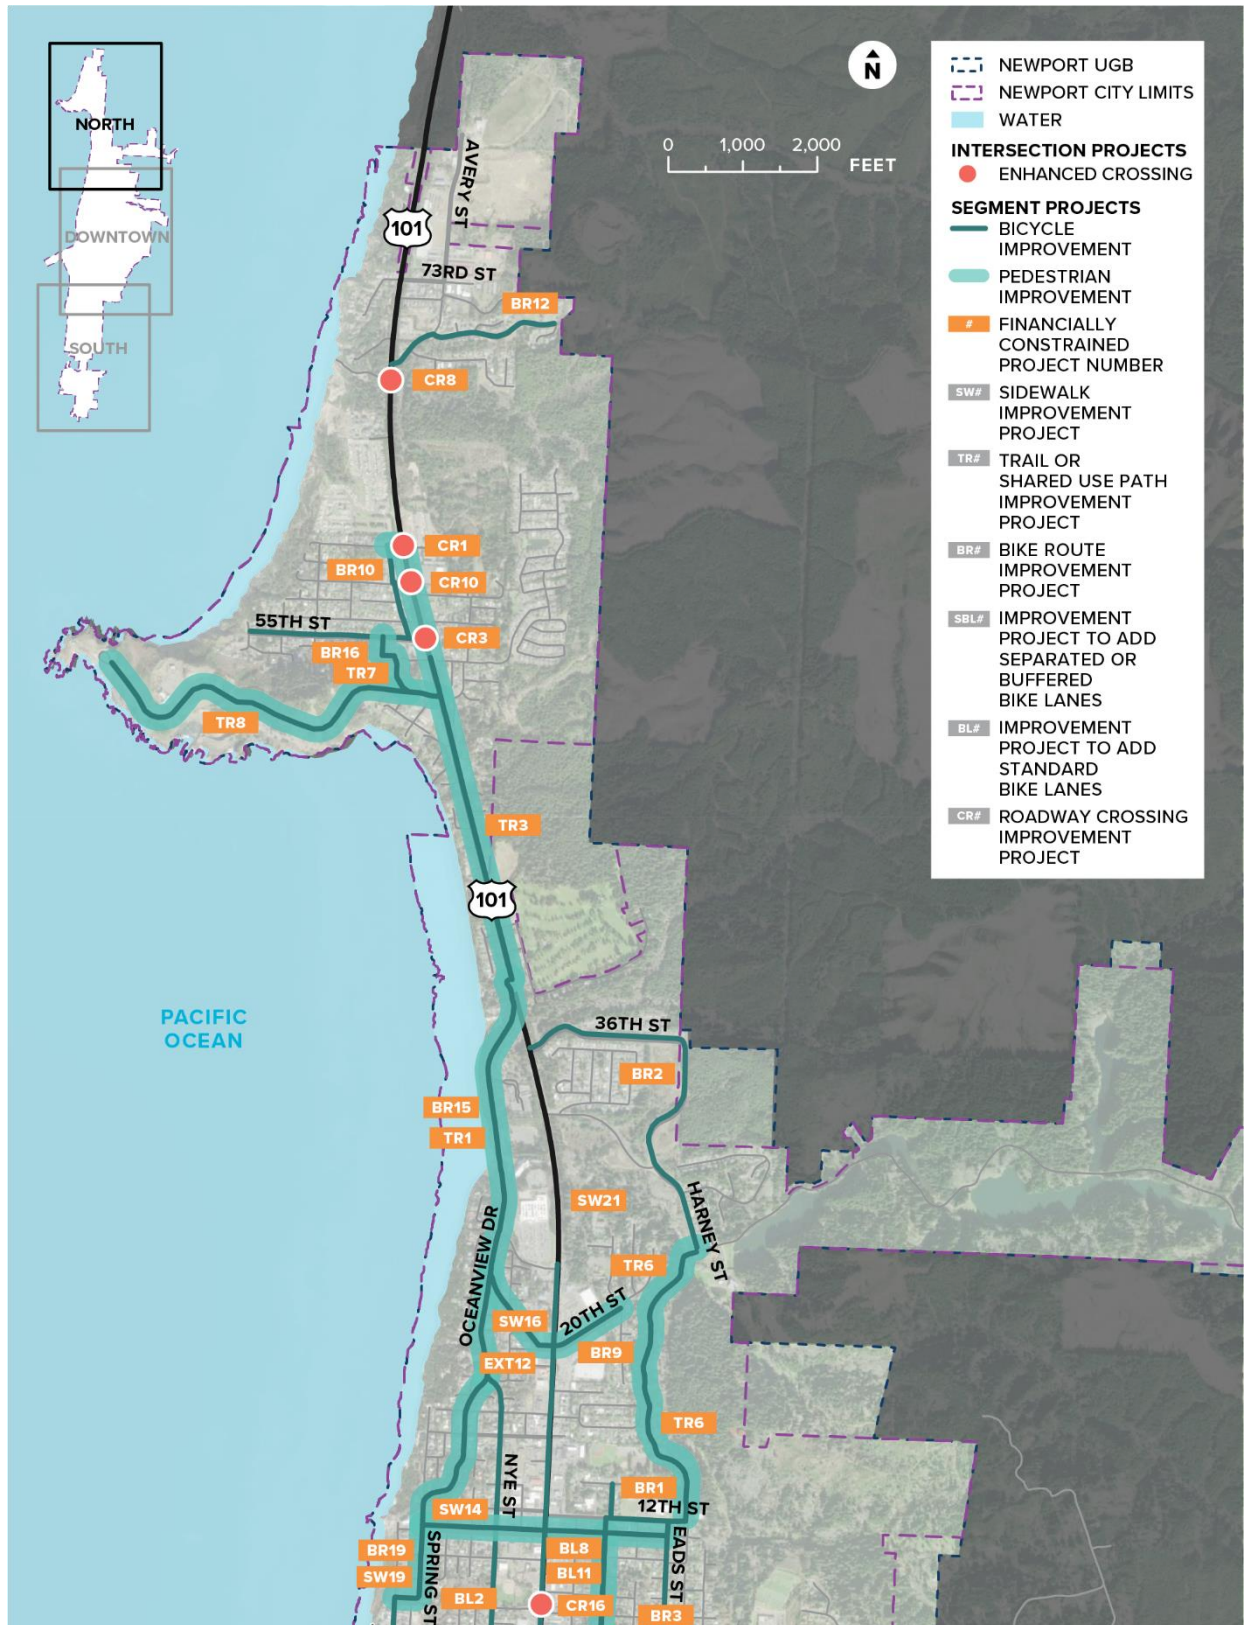 NORTH
DOWNTOWN
SOUTH
N
0 1,000 2,000
FEET
NEWPORT UGB
NEWPORT CITY LIMITS
WATER
INTERSECTION PROJECTS
ENHANCED CROSSING
SEGMENT PROJECTS
BICYCLE
IMPROVEMENT
PEDESTRIAN
IMPROVEMENT
# FINANCIALLY
CONSTRAINED
PROJECT NUMBER
SW# SIDEWALK
IMPROVEMENT
PROJECT
TR# TRAIL OR
SHARED USE PATH
IMPROVEMENT
PROJECT
BR# BIKE ROUTE
IMPROVEMENT
PROJECT
SBL# IMPROVEMENT
PROJECT TO ADD
SEPARATED OR
BUFFERED
BIKE LANES
BL# IMPROVEMENT
PROJECT TO ADD
STANDARD
BIKE LANES
CR# ROADWAY CROSSING
IMPROVEMENT
PROJECT
AVERY ST
101
73RD ST
BR12
CR8
CR1
BR10
CR10
55TH ST
CR3
BR16
TR7
TR8
TR3
101
PACIFIC
OCEAN
36TH ST
BR2
BR15
TR1
SW21
HARNEY ST
OCEANVIEW DR
TR6
20TH ST
SW16
BR9
EXT12
TR6
NYE ST
BR1
12TH ST
SW14
SPRING ST
EADS ST
BR19
BL8
SW19
BL11
BL2
CR16
BR3